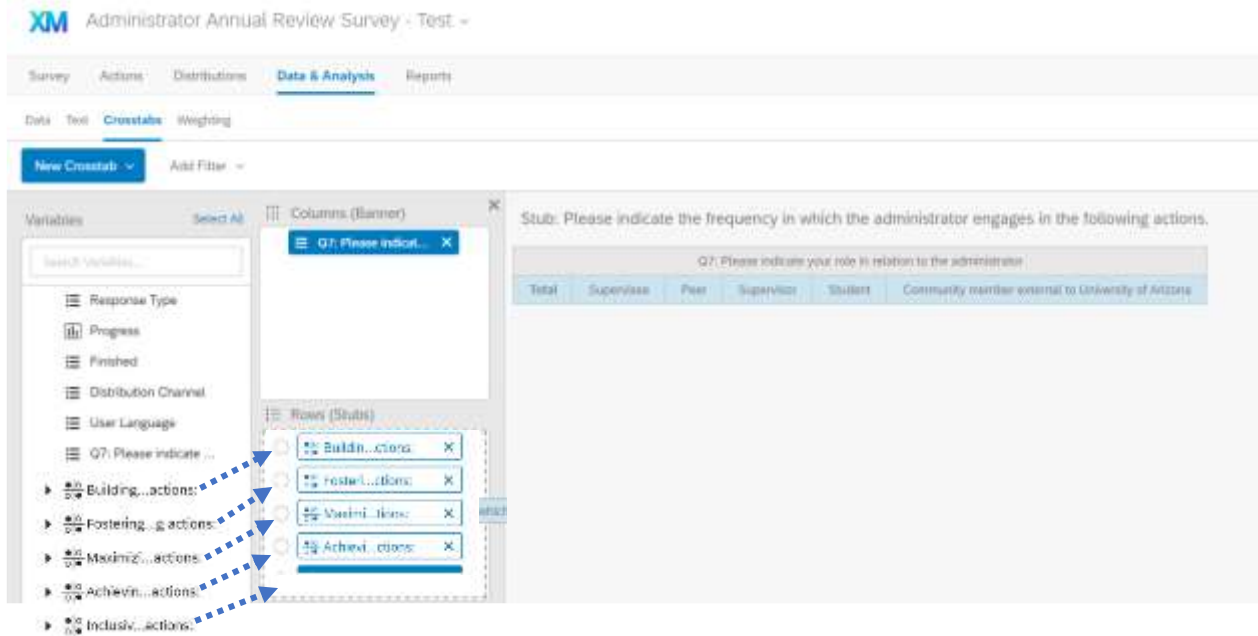 XM Administrator Annual Review Survey - Test
Survey Actions Distributions Data & Analysis Reports
Data Text Crosstabs Weighting
New Crosstab Add Filter
Variables Select All
Search Variables...
Response Type
Progress
Finished
Distribution Channel
User Language
Q7: Please indicate ...
Building...actions:
Fostering...g actions:
Maximizi...actions:
Achievin...actions:
Inclusiv...actions:
Columns (Banner)
Q7: Please indicat...
Rows (Stubs)
Buildin...ctions:
Fosteri...ctions:
Maximi...tions:
Achievi...ctions:
Stub: Please indicate the frequency in which the administrator engages in the following actions.
Q7: Please indicate your role in relation to the administrator
Total Supervisee Peer Supervisor Student Community member external to University of Arizona
which